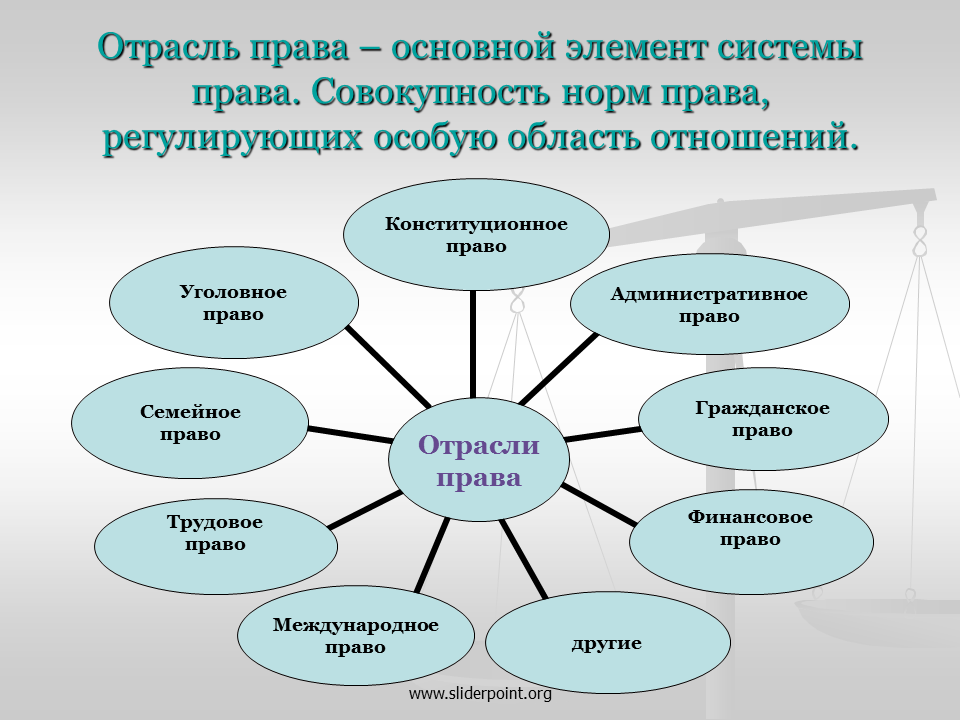 Отрасль права – основной элемент системы
права. Совокупность норм права,
регулирующих особую область отношений.
Конституционное
право
Уголовное
право
Административное
право
Семейное
право
Гражданское
право
Отрасли
права
Трудовое
право
Финансовое
право
Международное
право
другие
www.sliderpoint.org